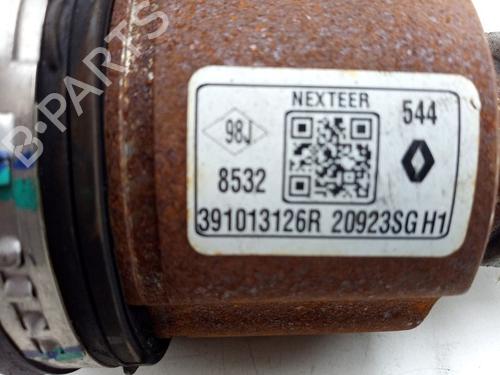 NEXTEER
544
98J
8532
391013126R 20923SG H1
B-PARTS